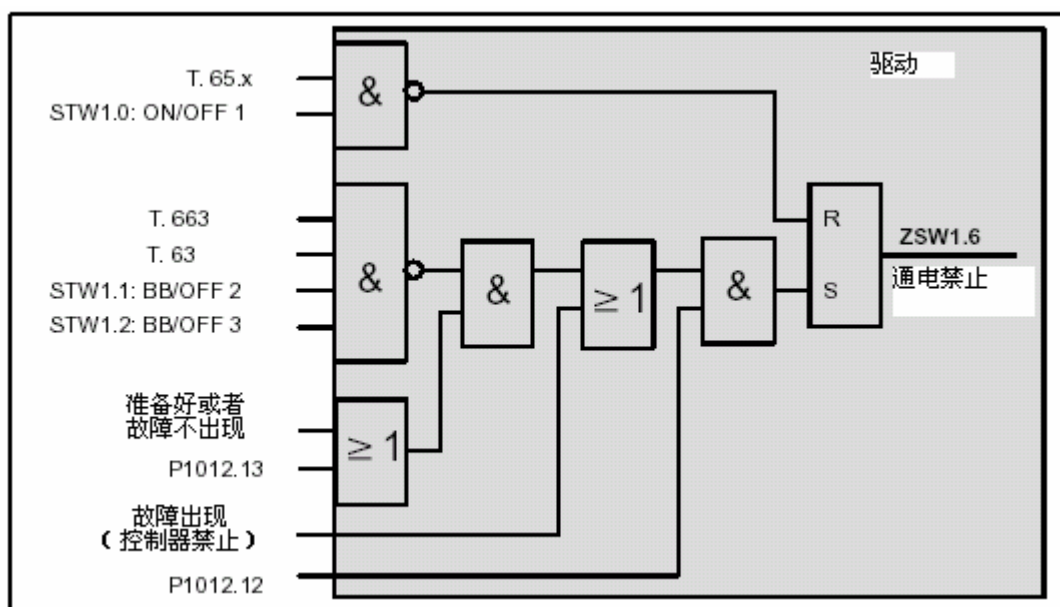 驱动
T. 65.x
&
STW1.0: ON/OFF 1
T. 663
R
ZSW1.6
T. 63
&
&
≥ 1
&
STW1.1: BB/OFF 2
S
通电禁止
STW1.2: BB/OFF 3
准备好或者
故障不出现
≥ 1
P1012.13
故障出现
( 控制器禁止 )
P1012.12